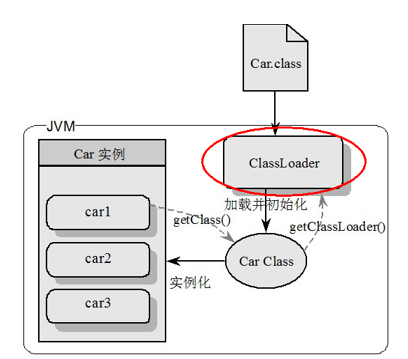 Car.class
JVM
Car 实例
ClassLoader
加载并初始化
car1
getClass()
getClassLoader()
car2
Car Class
实例化
car3